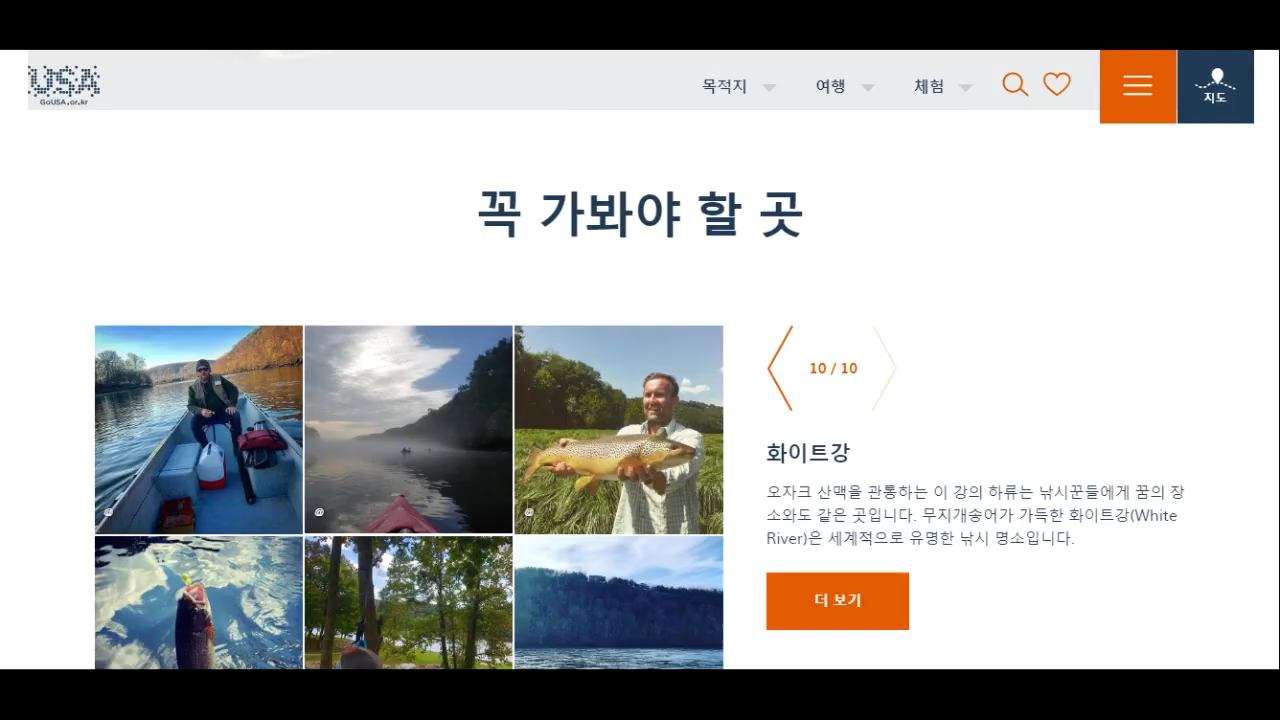 USA
GoUSA.or.kr
목적지
여행
체험
지도
꼭 가봐야 할 곳
10 / 10
화이트강
오자크 산맥을 관통하는 이 강의 하류는 낚시꾼들에게 꿈의 장
소와도 같은 곳입니다. 무지개송어가 가득한 화이트강(White
River)은 세계적으로 유명한 낚시 명소입니다.
더 보기
@
@
@